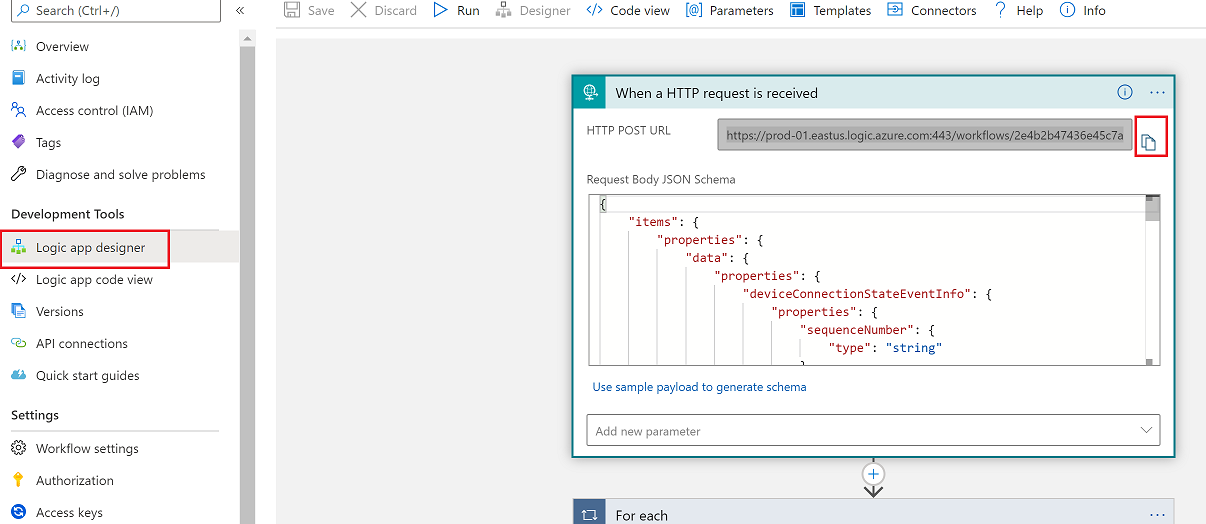 Search (Ctrl+/)
«
Save
Discard
Run
Designer
</> Code view
[@] Parameters
Templates
Connectors
? Help
Info
Overview
Activity log
Access control (IAM)
Tags
Diagnose and solve problems
Development Tools
Logic app designer
</> Logic app code view
Versions
API connections
Quick start guides
Settings
Workflow settings
Authorization
Access keys
When a HTTP request is received
...
HTTP POST URL
https://prod-01.eastus.logic.azure.com:443/workflows/2e4b2b47436e45c7a
Request Body JSON Schema
{
"items": {
"properties": {
"data": {
"properties": {
"deviceConnectionStateEventInfo": {
"properties": {
"sequenceNumber": {
"type": "string"
}
Use sample payload to generate schema
Add new parameter
+
For each
...